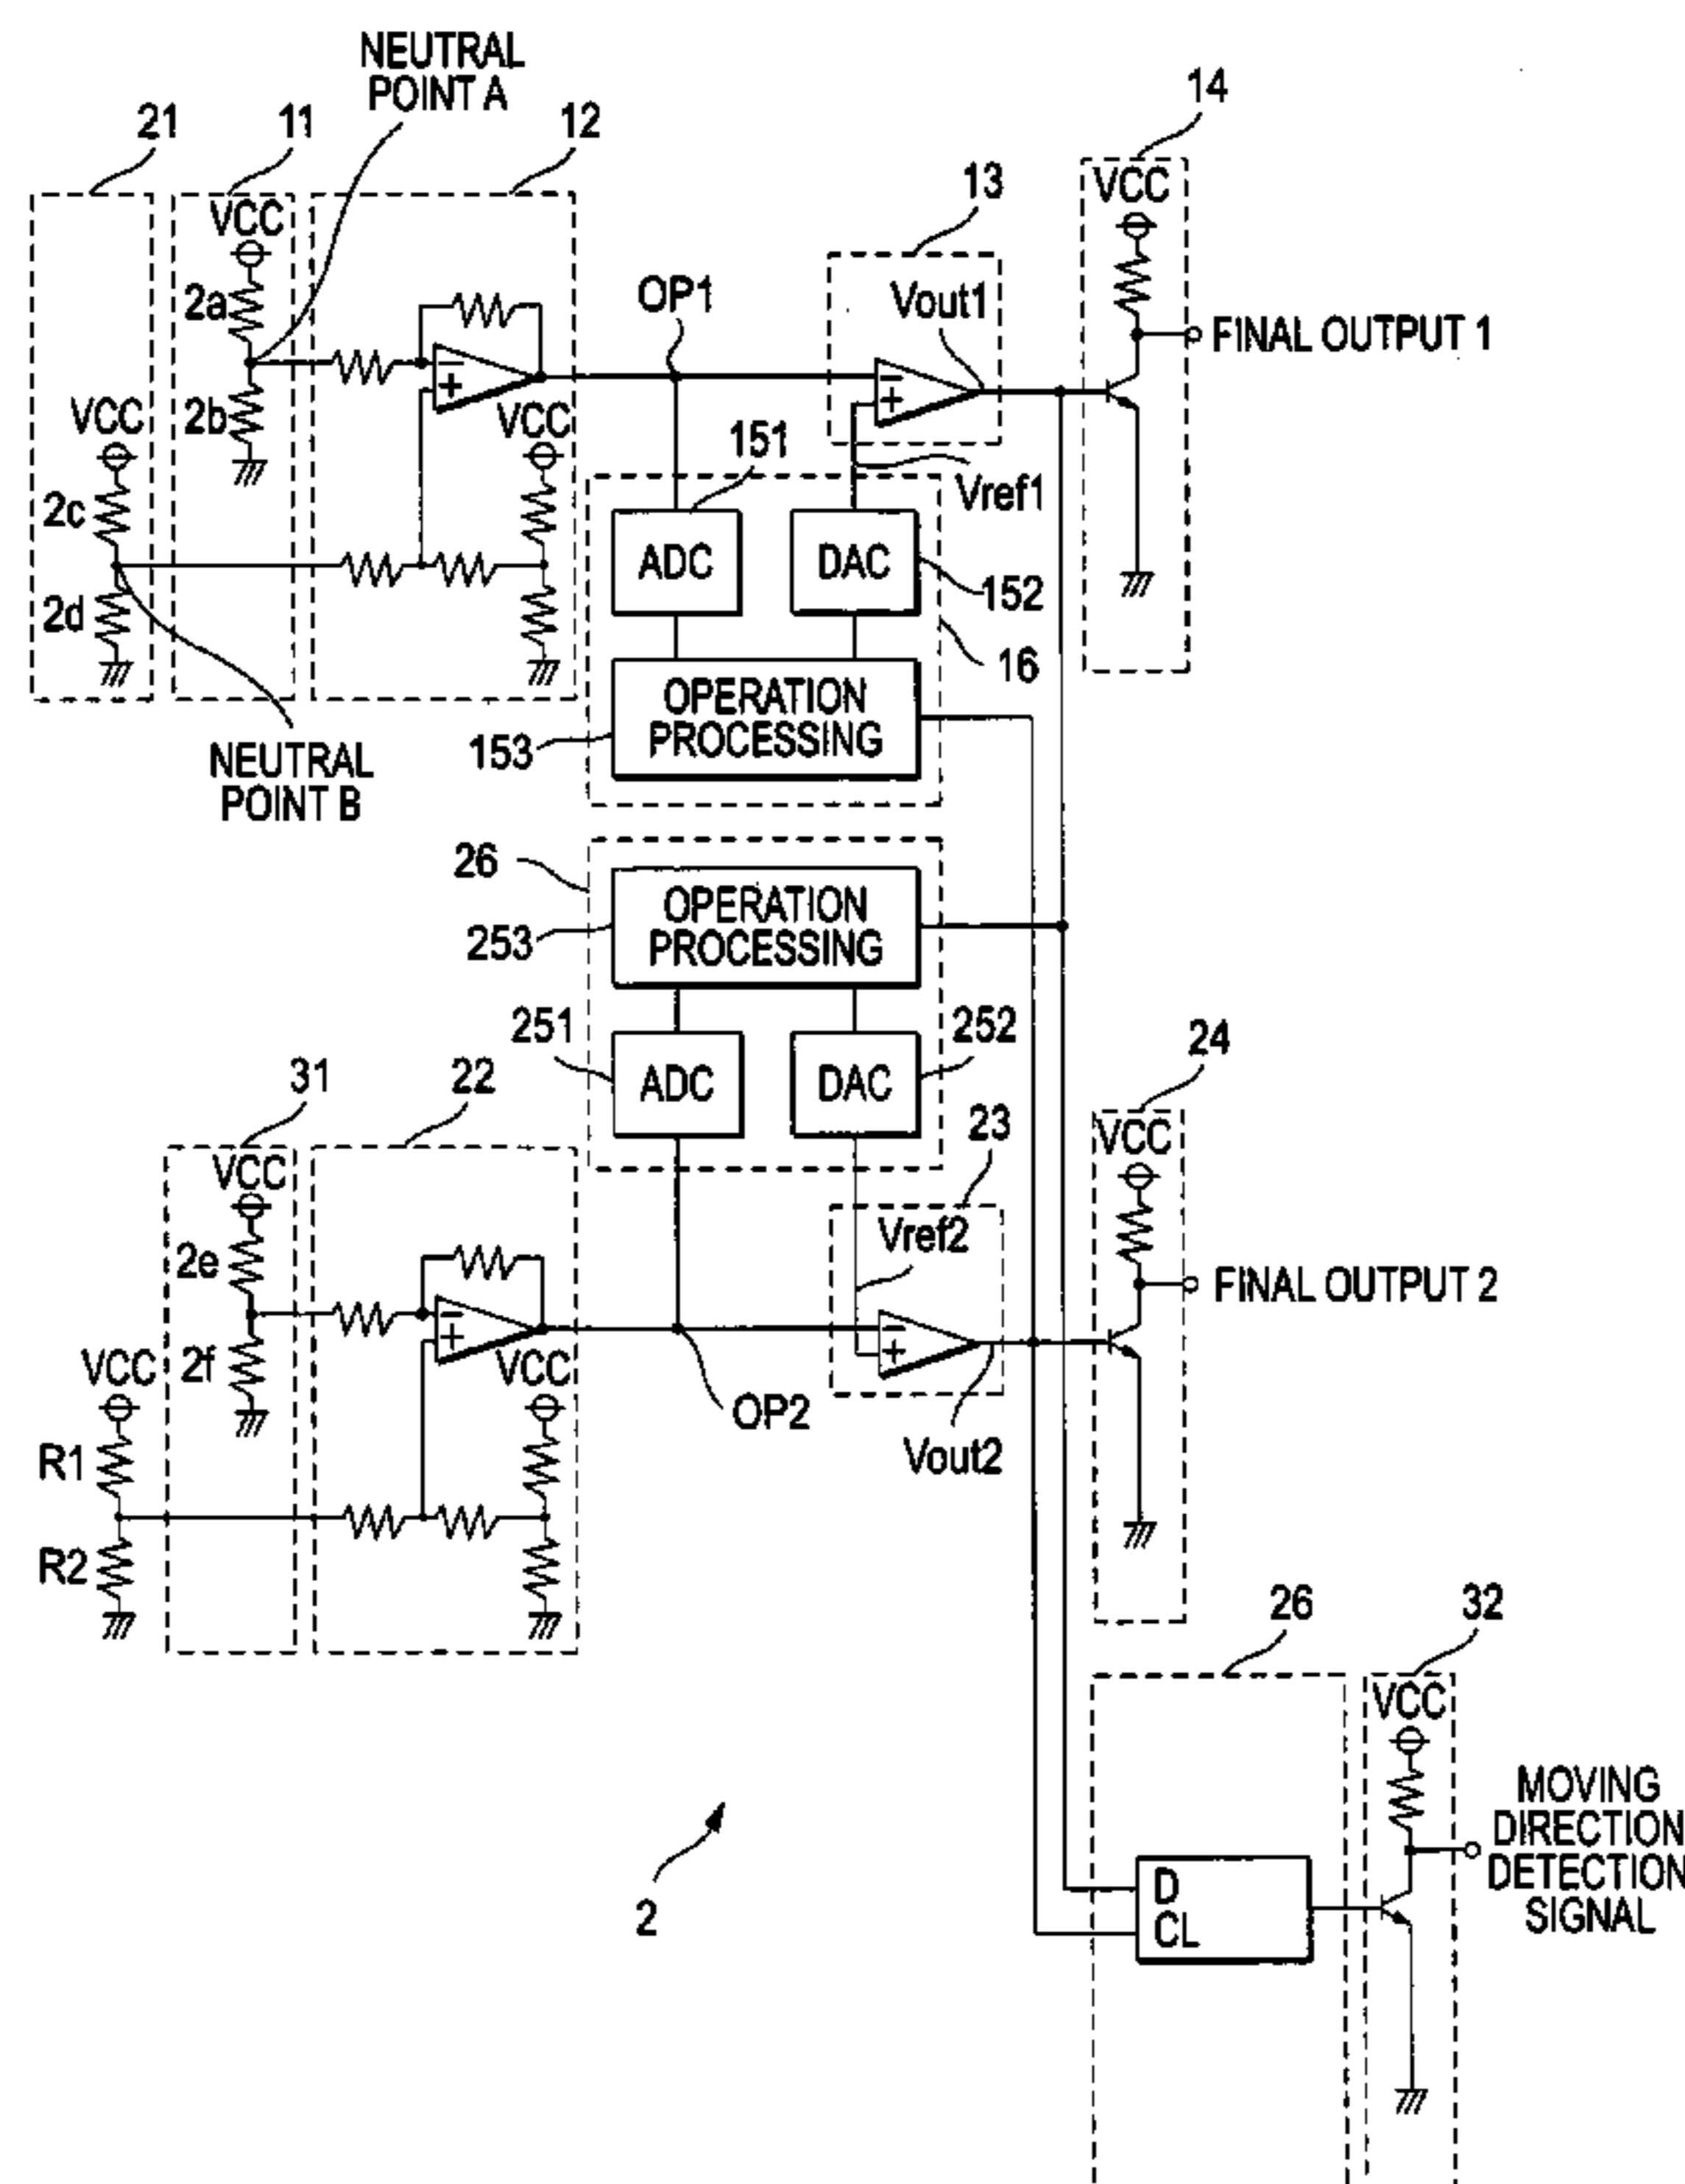 NEUTRAL
POINT A
21
11
12
14
13
VCC
VCC
2a
OP1
Vout1
FINAL OUTPUT 1
-
+
-
+
2b
VCC
VCC
151
Vref1
2c
ADC
DAC
152
2d
16
OPERATION
PROCESSING
153
NEUTRAL
POINT B
26
OPERATION
PROCESSING
253
251
252
24
ADC
DAC
31
22
23
VCC
VCC
Vref2
2e
FINAL OUTPUT 2
-
+
-
+
VCC
2f
VCC
OP2
Vout2
R1
R2
26
32
VCC
MOVING
DIRECTION
DETECTION
SIGNAL
2
D
CL